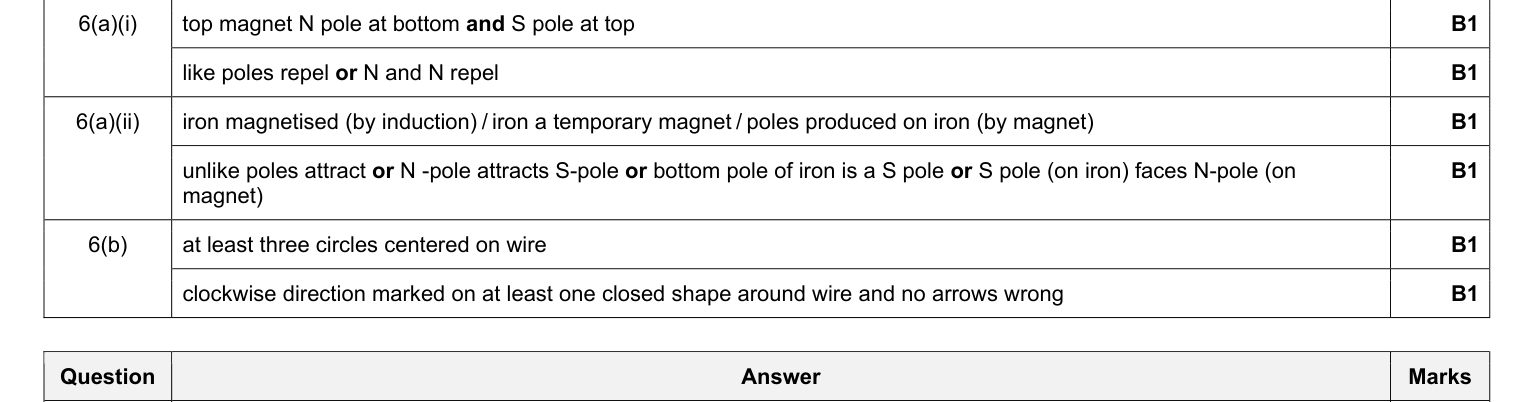 6(a)(i) top magnet N pole at bottom and S pole at top B1
like poles repel or N and N repel B1
6(a)(ii) iron magnetised (by induction) / iron a temporary magnet / poles produced on iron (by magnet) B1
unlike poles attract or N -pole attracts S-pole or bottom pole of iron is a S pole or S pole (on iron) faces N-pole (on B1
magnet)
6(b) at least three circles centered on wire B1
clockwise direction marked on at least one closed shape around wire and no arrows wrong B1
Question Answer Marks